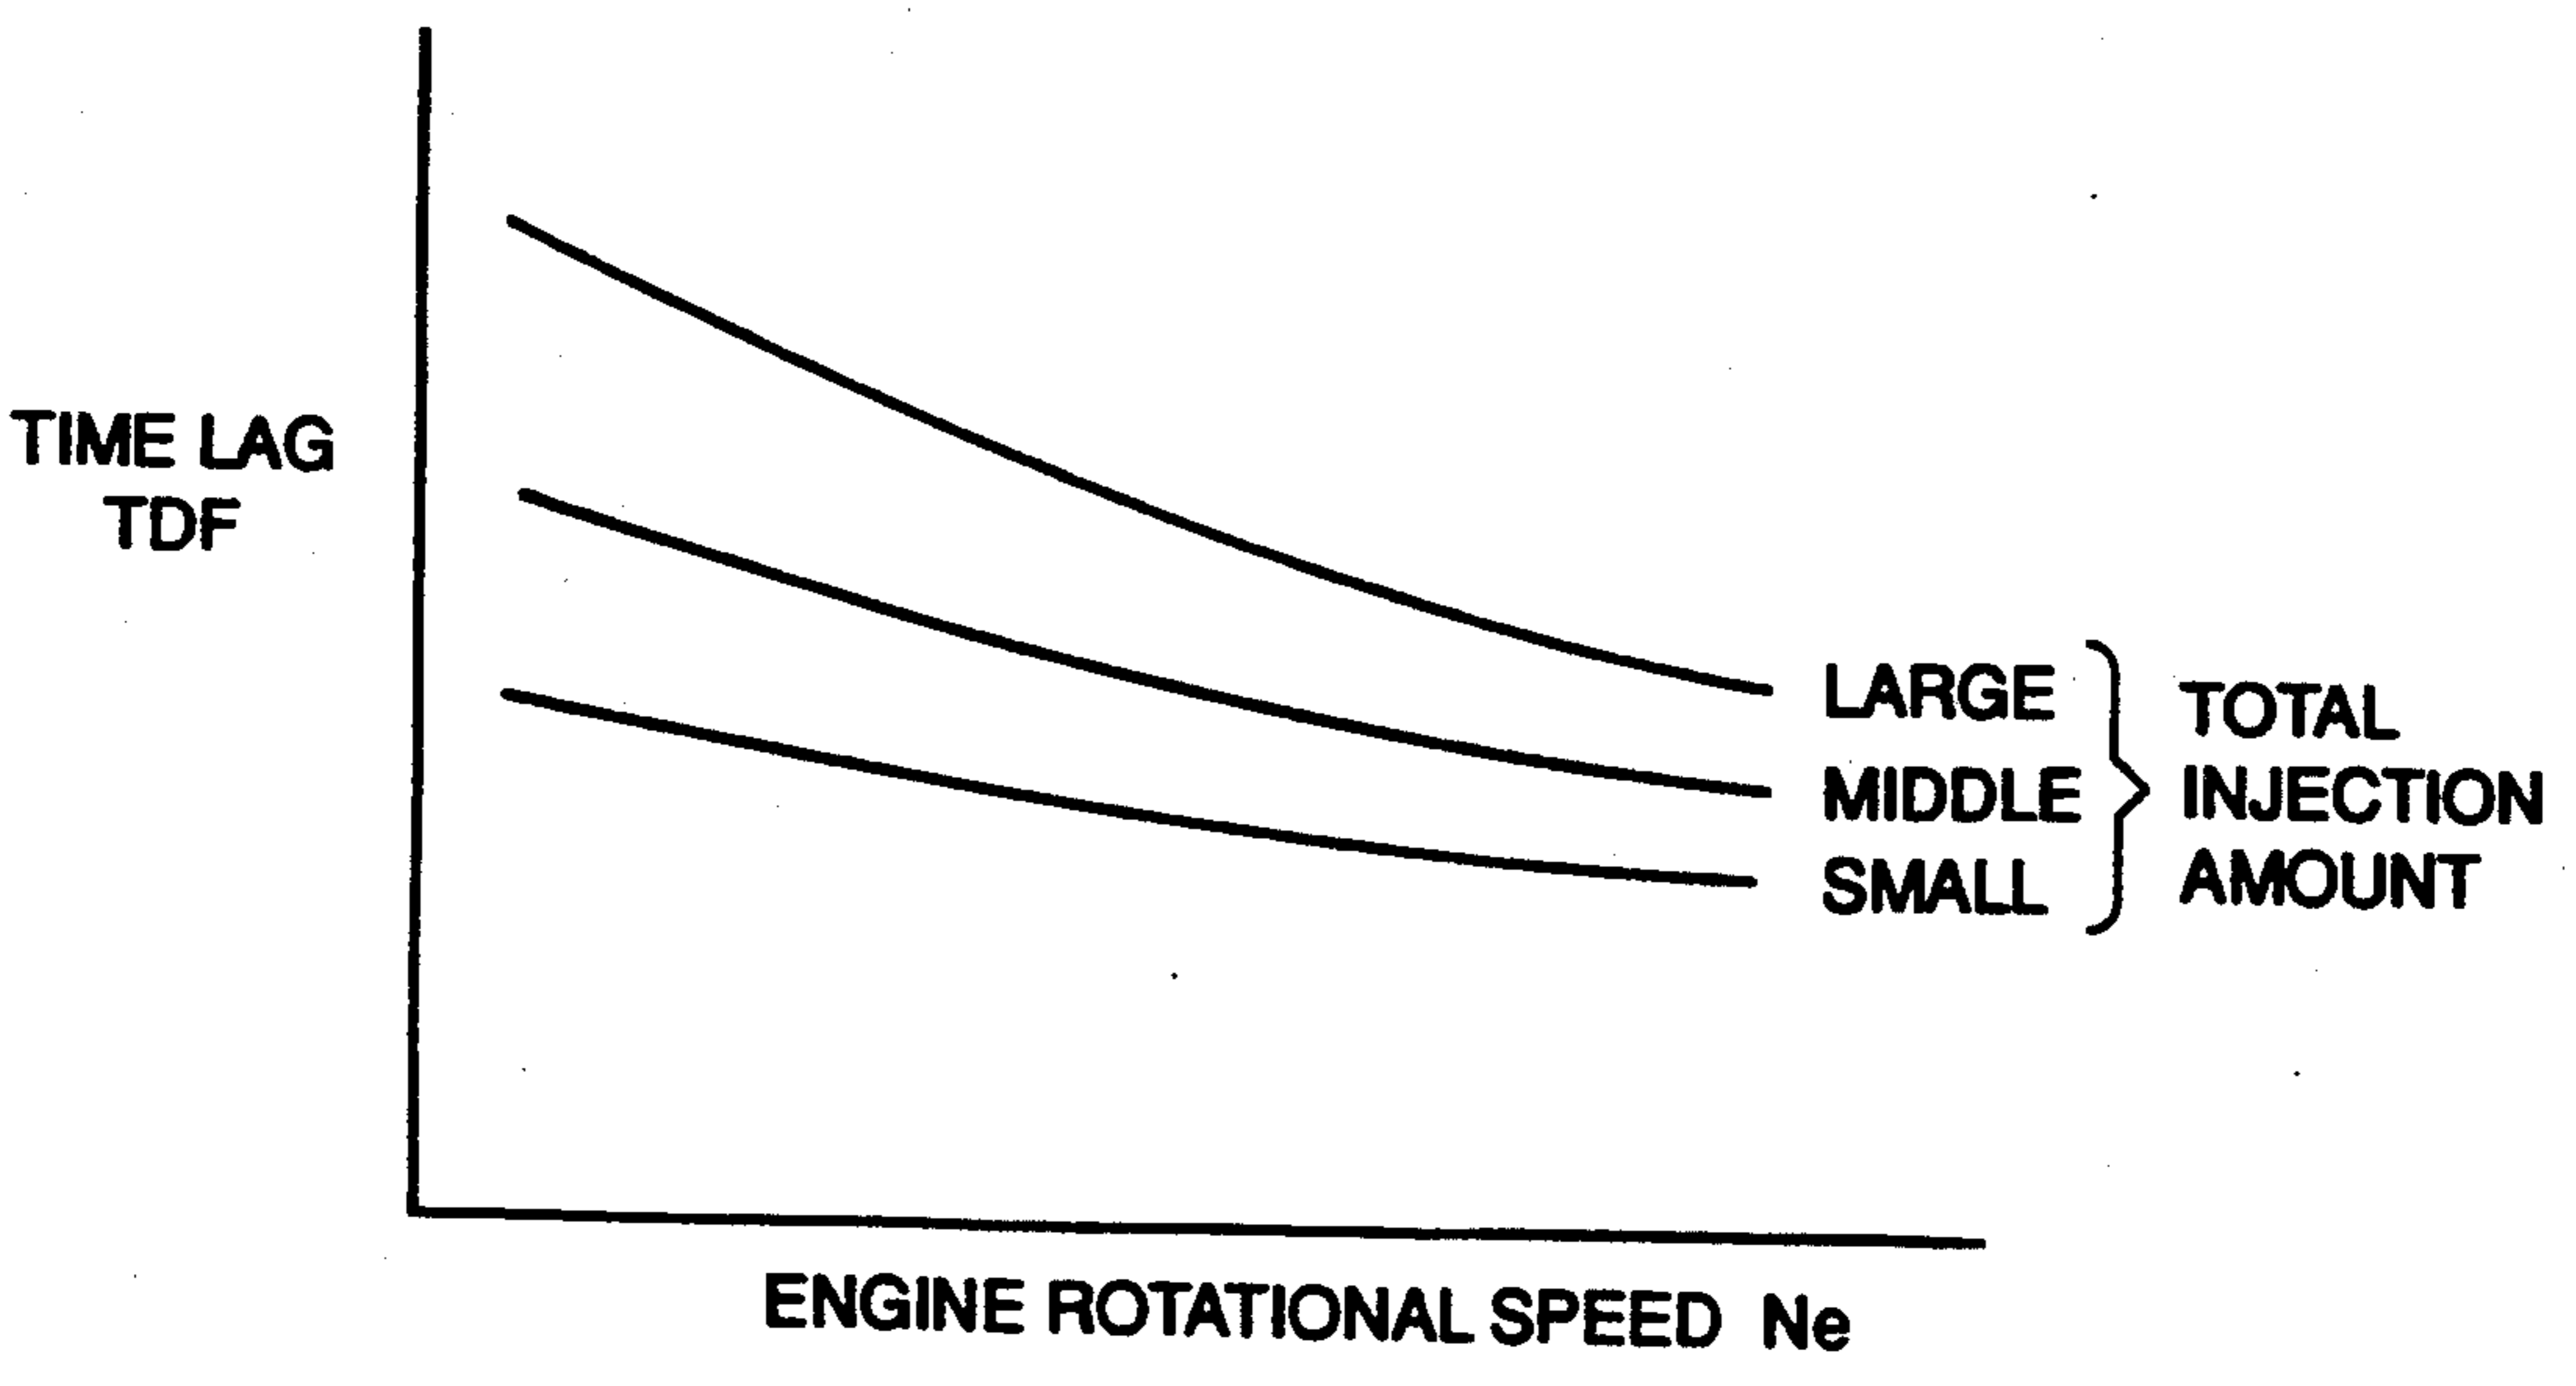 TIME LAG
TDF
LARGE
MIDDLE
SMALL
TOTAL
INJECTION
AMOUNT
ENGINE ROTATIONAL SPEED Ne